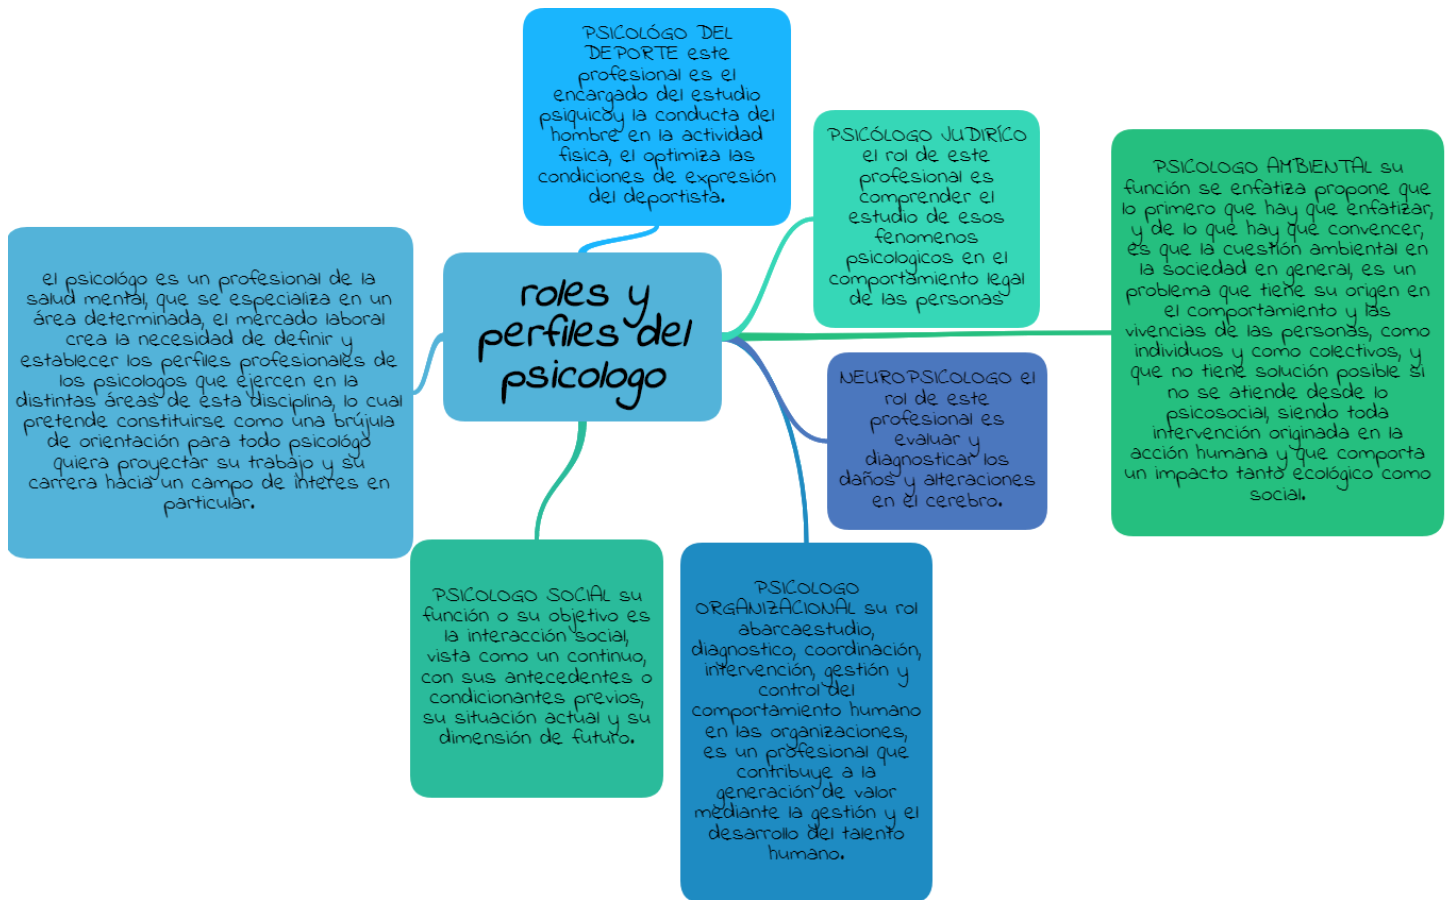 PSICOLÓGO DEL
DEPORTE este
profesional es el
encargado del estudio
psiquicoy la conducta del
hombre en la actividad
fisica, el optimiza las
condiciones de expresión
del deportista.
PSICÓLOGO JUDIRÍCO
el rol de este
profesional es
comprender el
estudio de esos
fenomenos
psicologicos en el
comportamiento legal
de las personas
PSICOLOGO AMBIENTAL su
función se enfatiza propone que
lo primero que hay que enfatizar,
y de lo que hay que convencer,
es que la cuestión ambiental en
la sociedad en general, es un
problema que tiene su origen en
el comportamiento y las
vivencias de las personas, como
individuos y como colectivos, y
que no tiene solución posible si
no se atiende desde lo
psicosocial, siendo toda
intervención originada en la
acción humana y que comporta
un impacto tanto ecológico como
social.
el psicológo es un profesional de la
salud mental, que se especializa en un
área determinada, el mercado laboral
crea la necesidad de definir y
establecer los perfiles profesionales de
los psicologos que ejercen en la
distintas áreas de esta disciplina, lo cual
pretende constituirse como una brújula
de orientación para todo psicológo
quiera proyectar su trabajo y su
carrera hacia un campo de interes en
particular.
roles y
perfiles del
psicologo
NEUROPSICOLOGO el
rol de este
profesional es
evaluar y
diagnosticar los
daños y alteraciones
en el cerebro.
PSICOLOGO SOCIAL su
función o su objetivo es
la interacción social,
vista como un continuo,
con sus antecedentes o
condicionantes previos,
su situación actual y su
dimensión de futuro.
PSICOLOGO
ORGANIZACIONAL su rol
abarcaestudio,
diagnostico, coordinación,
intervención, gestión y
control del
comportamiento humano
en las organizaciones,
es un profesional que
contribuye a la
generación de valor
mediante la gestión y el
desarrollo del talento
humano.